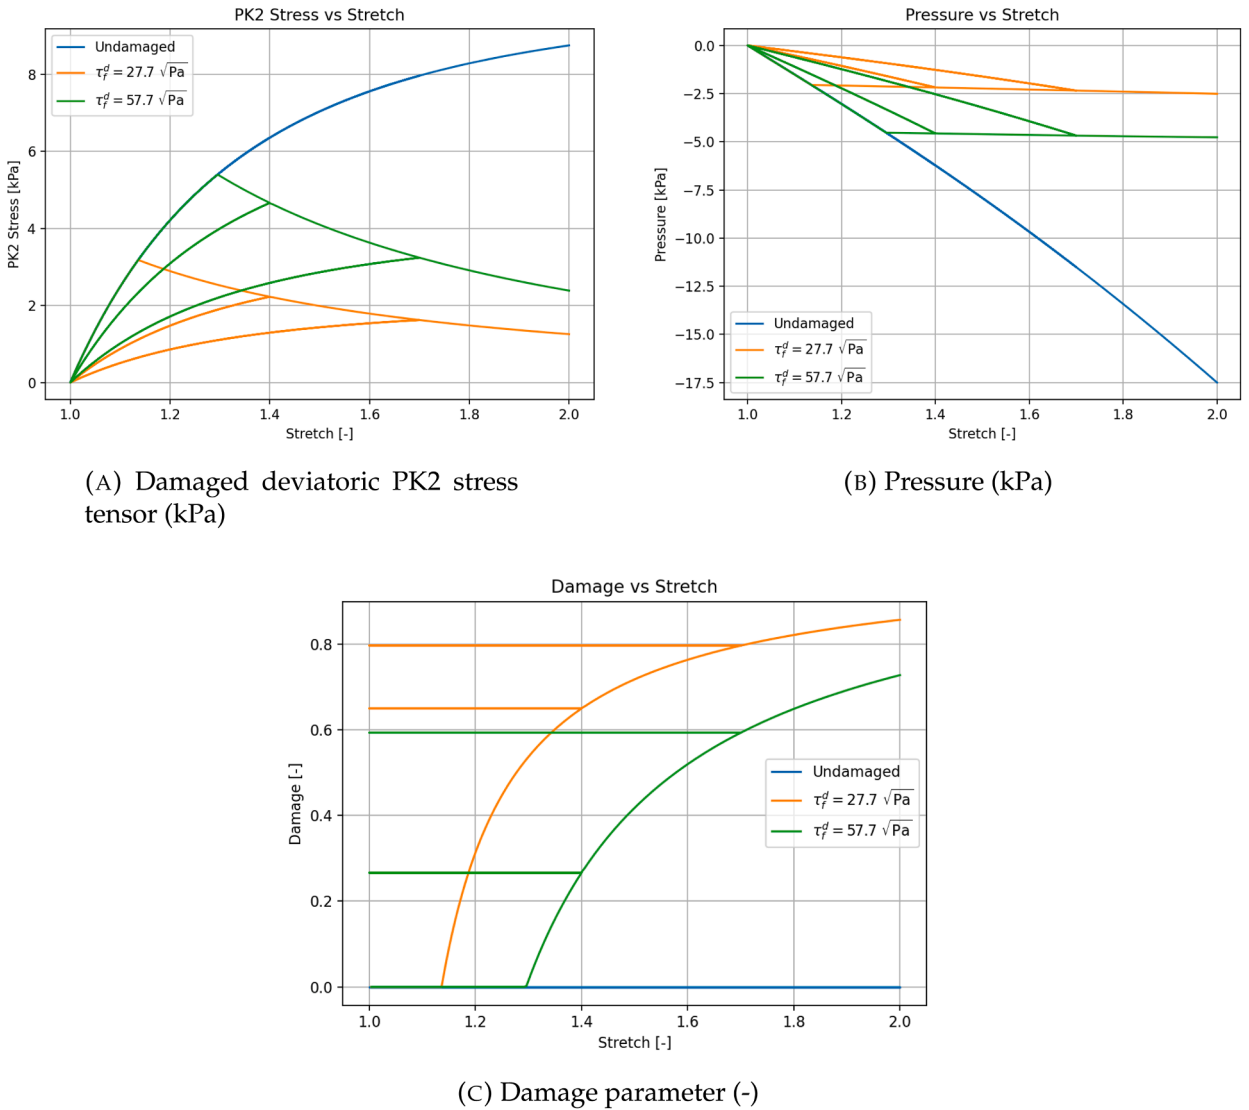 PK2 Stress vs Stretch
PK2 Stress [kPa]
8
6
4
2
0
Undamaged
τ_f^d = 27.7 √Pa
τ_f^d = 57.7 √Pa
1.0 1.2 1.4 1.6 1.8 2.0
Stretch [-]
(A) Damaged deviatoric PK2 stress
tensor (kPa)
Pressure vs Stretch
Pressure [kPa]
0.0
−2.5
−5.0
−7.5
−10.0
−12.5
−15.0
−17.5
Undamaged
τ_f^d = 27.7 √Pa
τ_f^d = 57.7 √Pa
1.0 1.2 1.4 1.6 1.8 2.0
Stretch [-]
(B) Pressure (kPa)
Damage vs Stretch
Damage [-]
0.8
0.6
0.4
0.2
0.0
Undamaged
τ_f^d = 27.7 √Pa
τ_f^d = 57.7 √Pa
1.0 1.2 1.4 1.6 1.8 2.0
Stretch [-]
(C) Damage parameter (-)